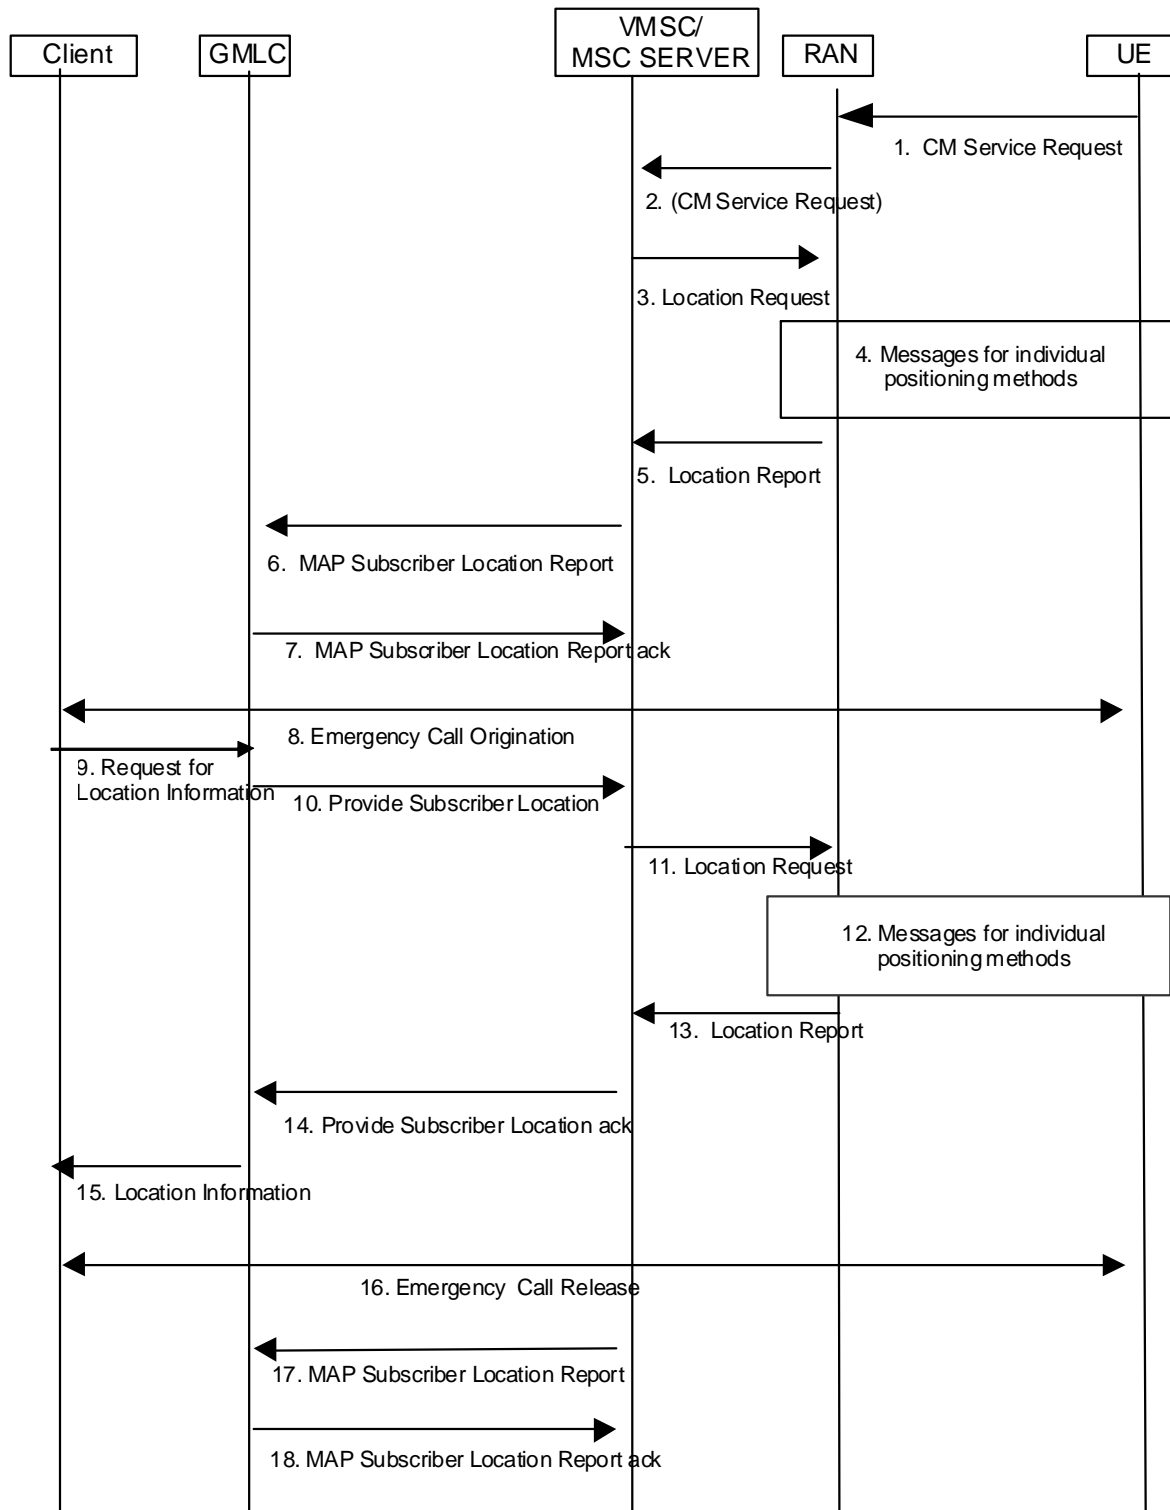 Client
GMLC
VMSC/
MSC SERVER
RAN
UE
1. CM Service Request
2. (CM Service Request)
3. Location Request
4. Messages for individual
positioning methods
5. Location Report
6. MAP Subscriber Location Report
7. MAP Subscriber Location Report ack
8. Emergency Call Origination
9. Request for
Location Information
10. Provide Subscriber Location
11. Location Request
12. Messages for individual
positioning methods
13. Location Report
14. Provide Subscriber Location ack
15. Location Information
16. Emergency Call Release
17. MAP Subscriber Location Report
18. MAP Subscriber Location Report ack